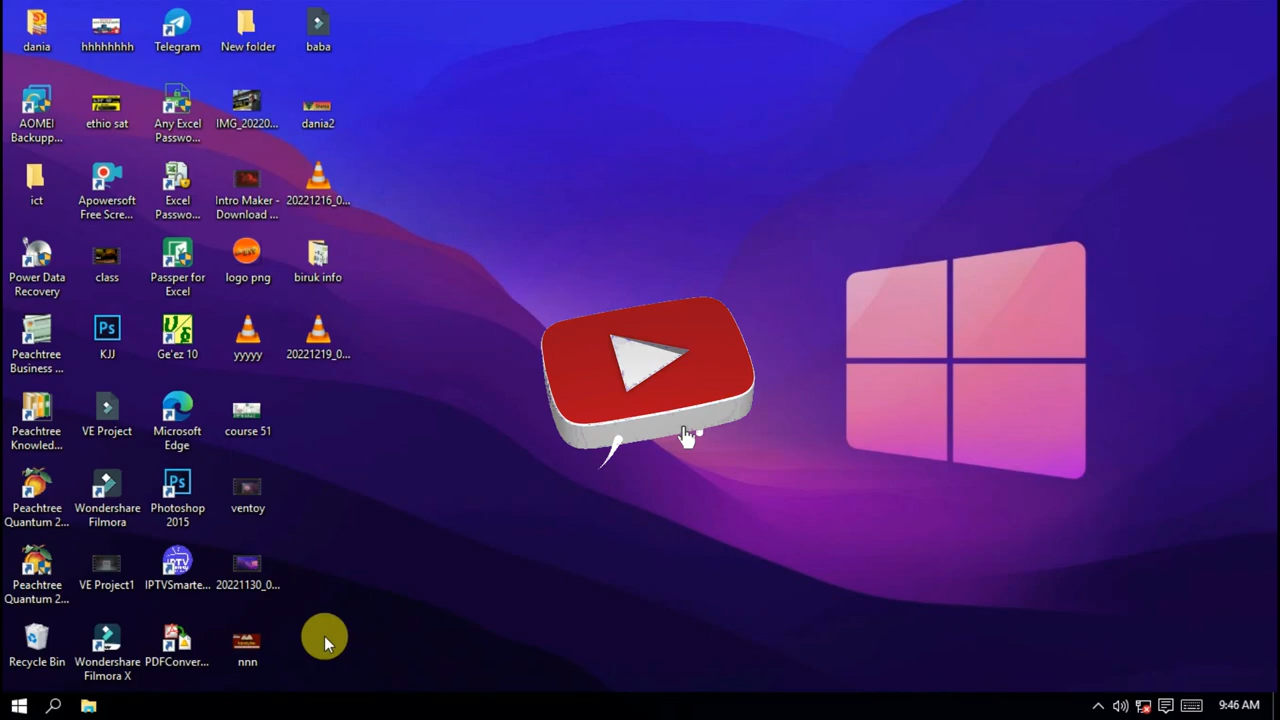 dania
hhhhhhhh
Telegram
New folder
baba
AOMEI
Backupp...
ethio sat
Any Excel
Passwo...
IMG_20220...
dania2
ict
Apowersoft
Free Scre...
Excel
Passwo...
Intro Maker -
Download ...
20221216_0...
Power Data
Recovery
class
Passper for
Excel
logo png
biruk info
Peachtree
Business ...
Ps
KJJ
Ge'ez 10
yyyyy
20221219_0...
Peachtree
Knowled...
VE Project
Microsoft
Edge
course 51
Peachtree
Quantum 2...
Wondershare
Filmora
Ps
Photoshop
2015
ventoy
Peachtree
Quantum 2...
VE Project1
IPTV
IPTVSmarte...
20221130_0...
Recycle Bin
Wondershare
Filmora X
PDFConver...
nnn
9:46 AM